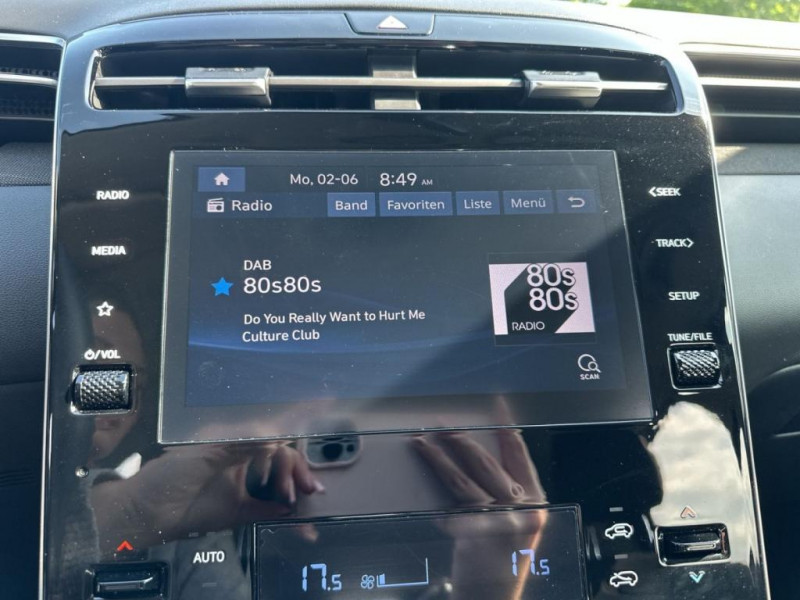 Mo, 02-06 8:49 AM
RADIO
Radio Band Favoriten Liste Menü
<SEEK
MEDIA
TRACK>
DAB
80s80s
80s
80s
RADIO
Do You Really Want to Hurt Me
Culture Club
SETUP
⏻/VOL
TUNE/FILE
SCAN
AUTO
17.5
17.5